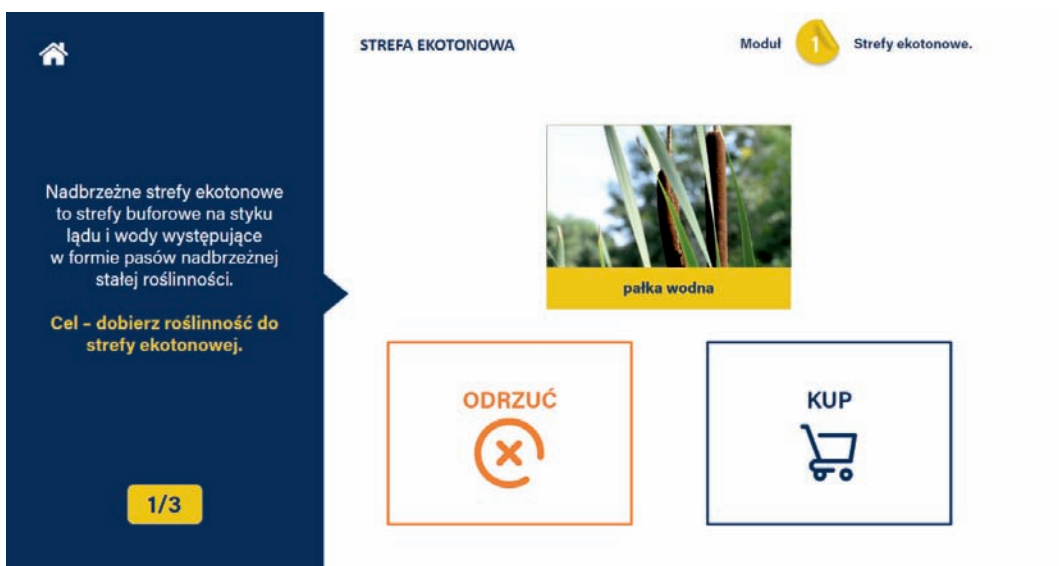 STREFA EKOTONOWA
Moduł 1 Strefy ekotonowe.
Nadbrzeżne strefy ekotonowe
to strefy buforowe na styku
lądu i wody występujące
w formie pasów nadbrzeżnej
stałej roślinności.
Cel – dobierz roślinność do
strefy ekotonowej.
1/3
pałka wodna
ODRZUĆ
KUP